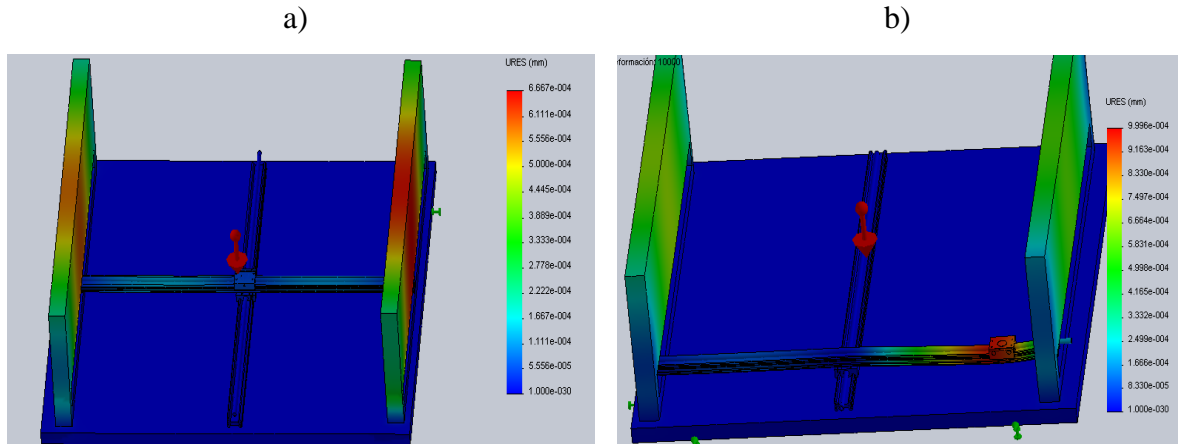 a)
b)
URES (mm)
6.667e-004
6.111e-004
5.556e-004
5.000e-004
4.445e-004
3.889e-004
3.333e-004
2.778e-004
2.222e-004
1.667e-004
1.111e-004
5.556e-005
1.000e-030
eformación: 10000
URES (mm)
9.996e-004
9.163e-004
8.330e-004
7.497e-004
6.664e-004
5.831e-004
4.998e-004
4.165e-004
3.332e-004
2.499e-004
1.666e-004
8.330e-005
1.000e-030